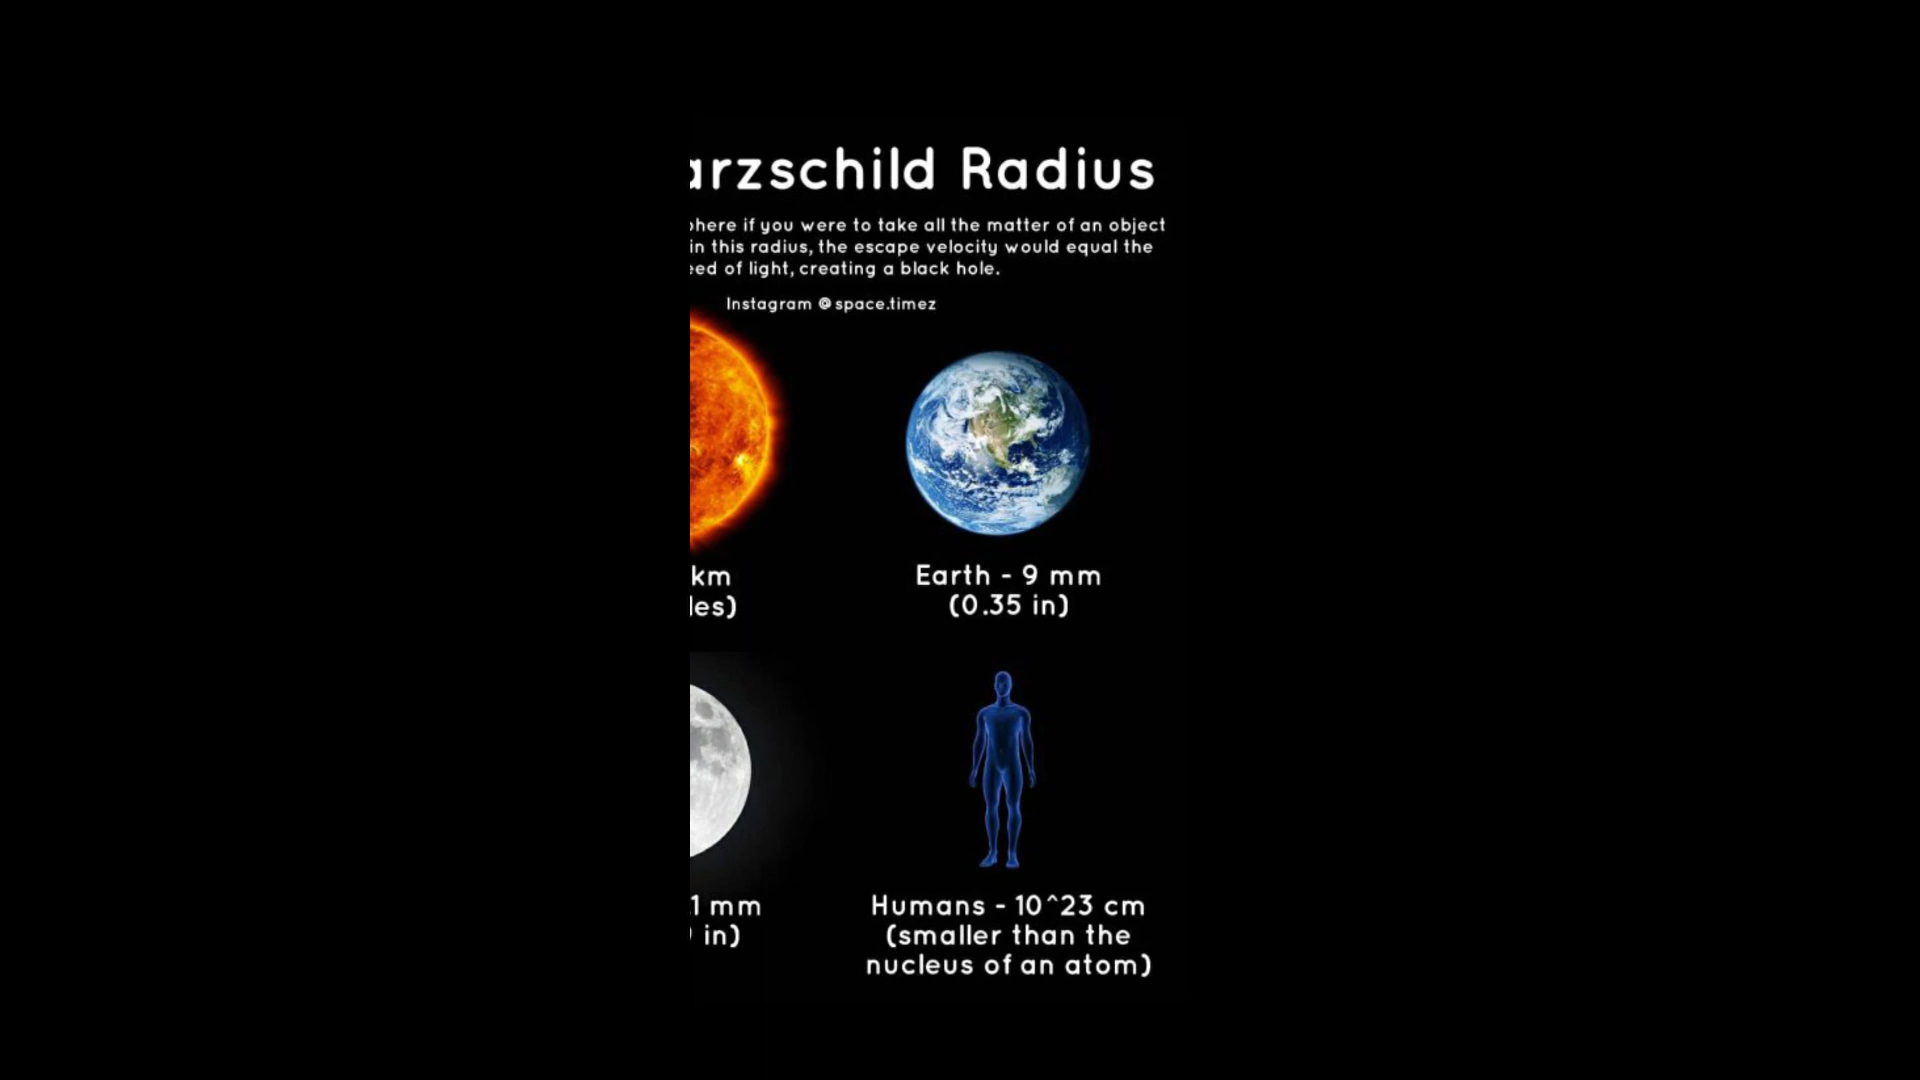 arzschild Radius
here if you were to take all the matter of an object
in this radius, the escape velocity would equal the
eed of light, creating a black hole.
Instagram @space.timez
km
les)
Earth - 9 mm
(0.35 in)
1 mm
in)
Humans - 10^23 cm
(smaller than the
nucleus of an atom)